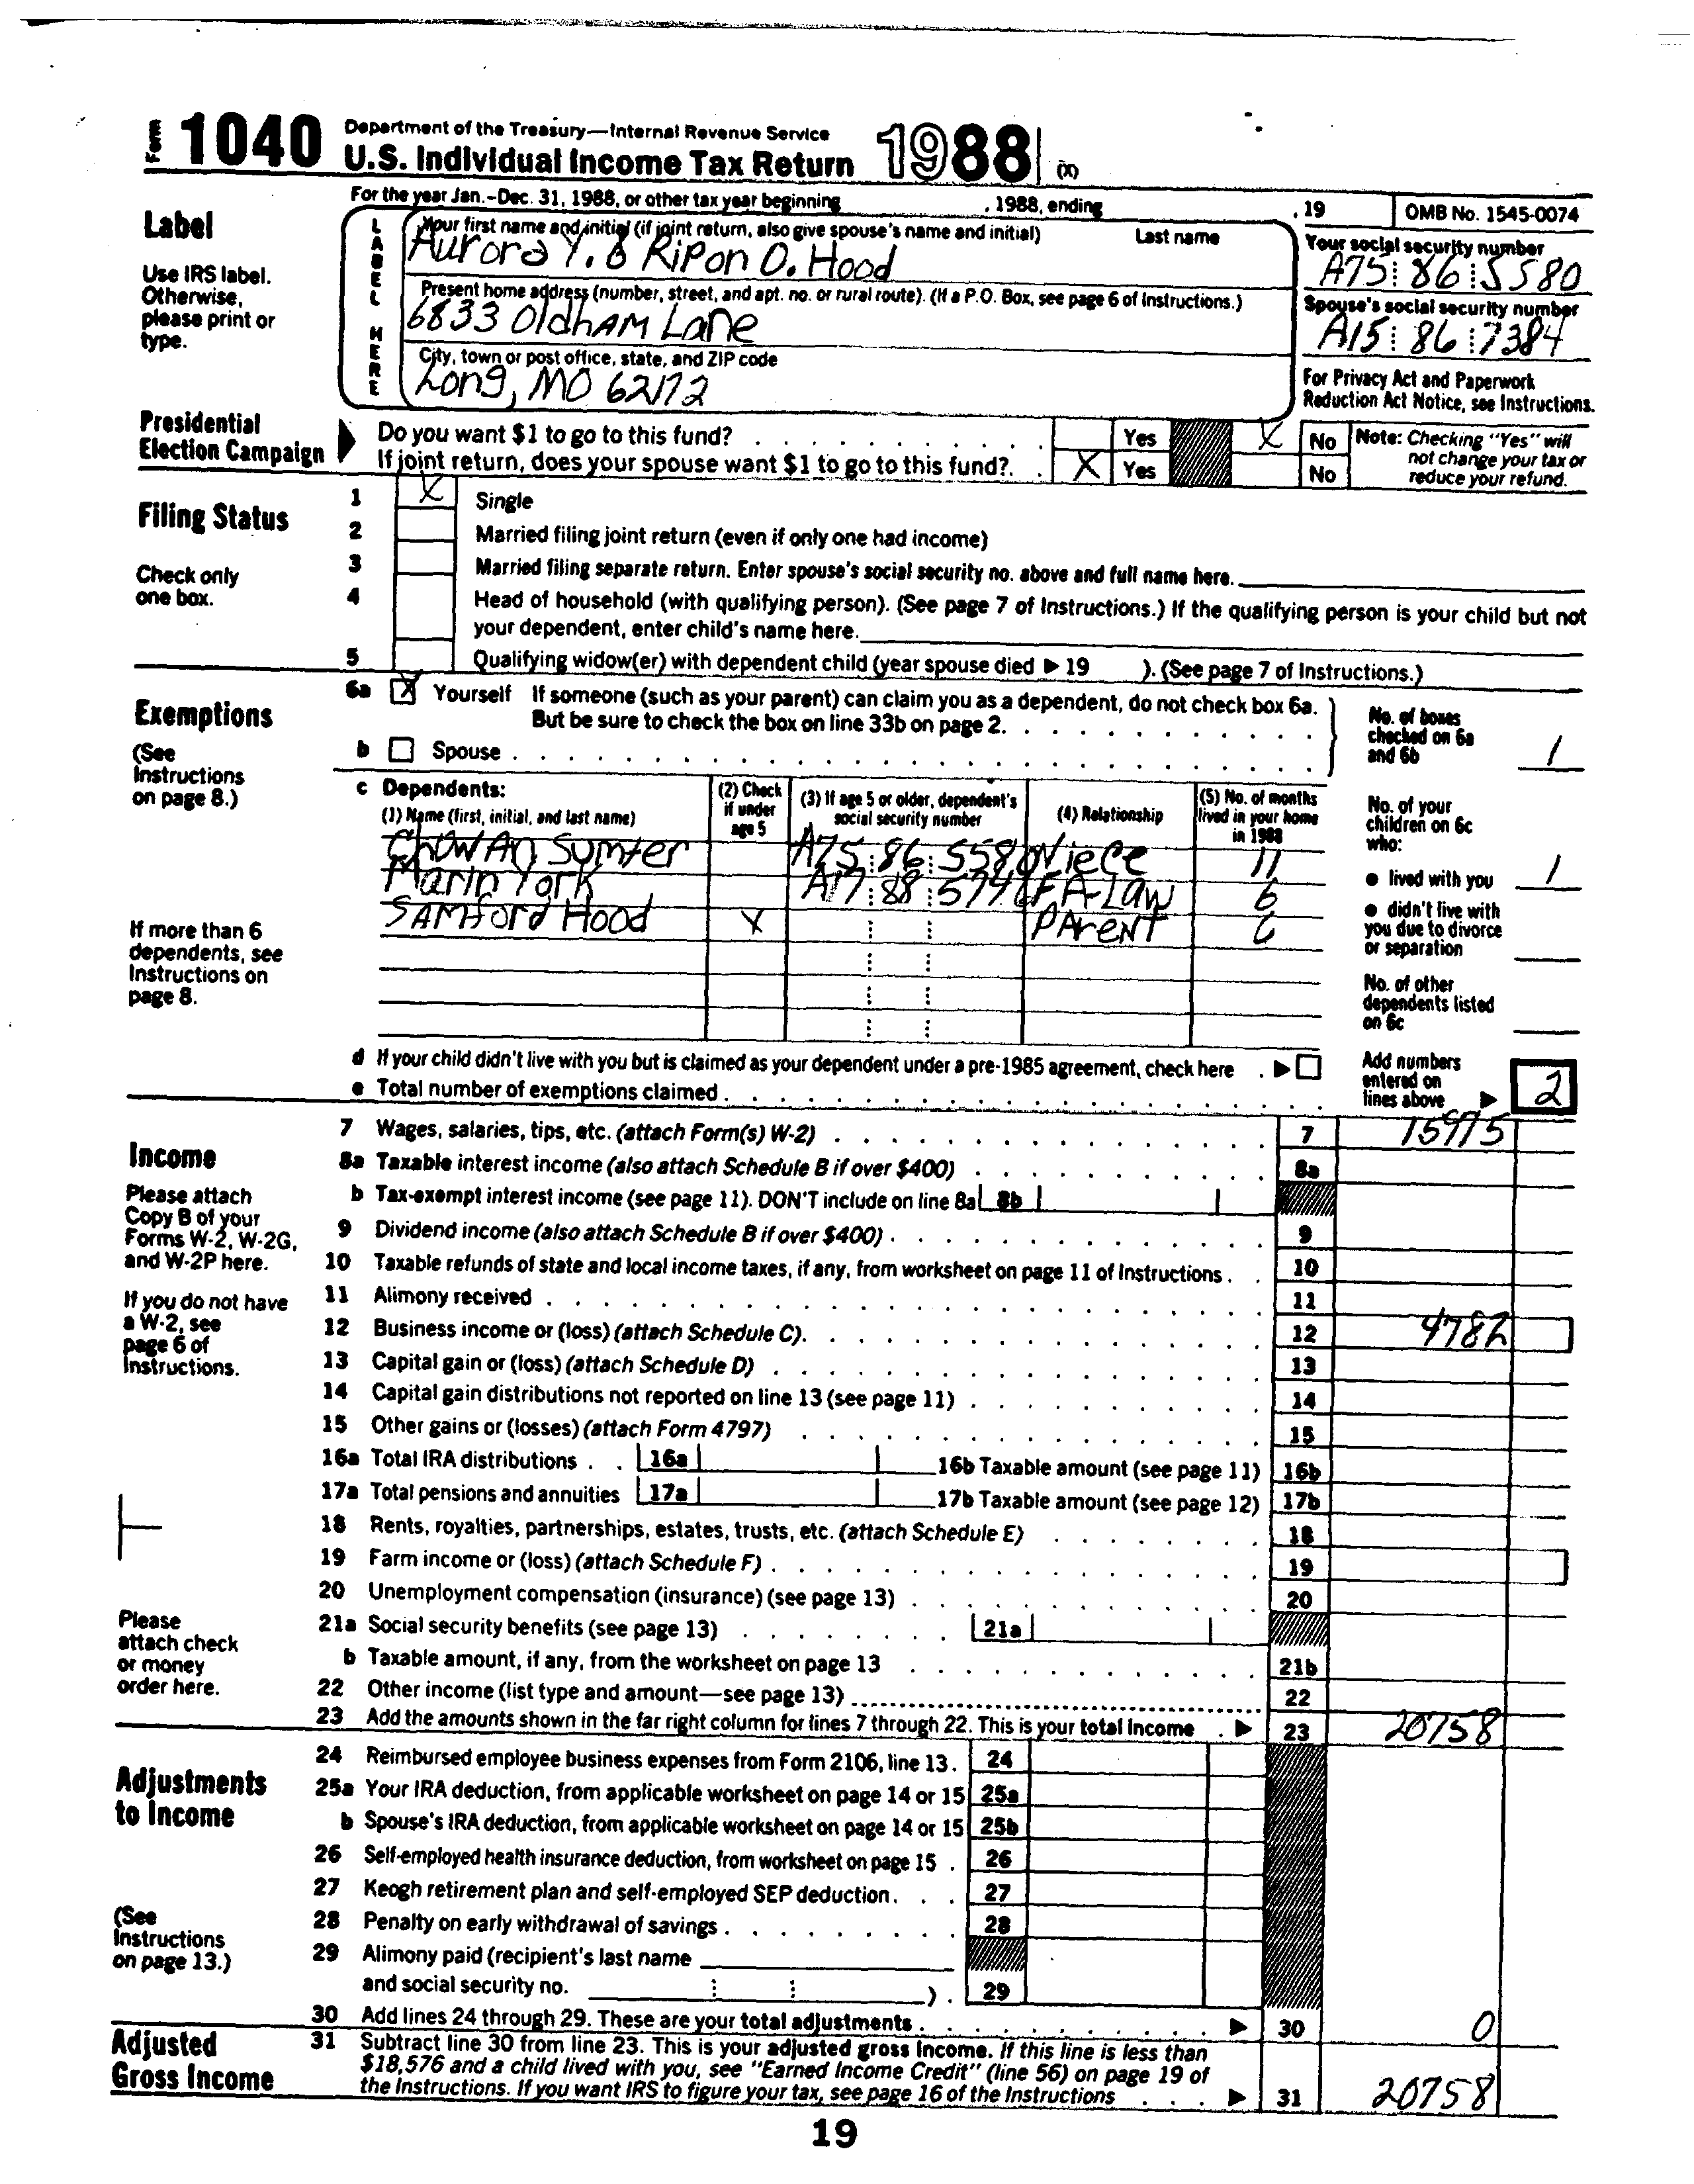 Form 1040 Department of the Treasury—Internal Revenue Service
U.S. Individual Income Tax Return 1988 (X)
For the year Jan.–Dec. 31, 1988, or other tax year beginning , 1988, ending , 19 OMB No. 1545-0074
Label
Use IRS label. Otherwise, please print or type.
LABEL HERE
Your first name and initial (if joint return, also give spouse's name and initial) Last name
Aurora Y. & Ripon O. Hood
Your social security number
A75 86 5580
Present home address (number, street, and apt. no. or rural route). (If a P.O. Box, see page 6 of Instructions.)
6833 OldhAM Lane
Spouse's social security number
A15 86 7384
City, town or post office, state, and ZIP code
Long, MO 62172
For Privacy Act and Paperwork Reduction Act Notice, see Instructions.
Presidential Election Campaign
Do you want $1 to go to this fund? Yes X No
If joint return, does your spouse want $1 to go to this fund? X Yes No
Note: Checking "Yes" will not change your tax or reduce your refund.
Filing Status
Check only one box.
1 X Single
2 Married filing joint return (even if only one had income)
3 Married filing separate return. Enter spouse's social security no. above and full name here.
4 Head of household (with qualifying person). (See page 7 of Instructions.) If the qualifying person is your child but not
your dependent, enter child's name here.
5 Qualifying widow(er) with dependent child (year spouse died ▶ 19 ). (See page 7 of Instructions.)
Exemptions
(See Instructions on page 8.)
6a X Yourself If someone (such as your parent) can claim you as a dependent, do not check box 6a.
But be sure to check the box on line 33b on page 2.
b Spouse
No. of boxes checked on 6a and 6b 1
c Dependents:
(1) Name (first, initial, and last name) (2) Check if under age 5 (3) If age 5 or older, dependent's social security number (4) Relationship (5) No. of months lived in your home in 1988
ChowAn Sumter A75 86 5580 Niece 11
Marin York A17 88 5746 FA-Law 6
SAMford Hood X PArent 6
If more than 6 dependents, see Instructions on page 8.
No. of your children on 6c who:
● lived with you 1
● didn't live with you due to divorce or separation
No. of other dependents listed on 6c
d If your child didn't live with you but is claimed as your dependent under a pre-1985 agreement, check here ▶
e Total number of exemptions claimed
Add numbers entered on lines above ▶ 2
Income
Please attach Copy B of your Forms W-2, W-2G, and W-2P here.
If you do not have a W-2, see page 6 of Instructions.
7 Wages, salaries, tips, etc. (attach Form(s) W-2) 7 15975
8a Taxable interest income (also attach Schedule B if over $400) 8a
b Tax-exempt interest income (see page 11). DON'T include on line 8a 8b
9 Dividend income (also attach Schedule B if over $400) 9
10 Taxable refunds of state and local income taxes, if any, from worksheet on page 11 of Instructions 10
11 Alimony received 11
12 Business income or (loss) (attach Schedule C). 12 4782
13 Capital gain or (loss) (attach Schedule D) 13
14 Capital gain distributions not reported on line 13 (see page 11) 14
15 Other gains or (losses) (attach Form 4797) 15
16a Total IRA distributions 16a 16b Taxable amount (see page 11) 16b
17a Total pensions and annuities 17a 17b Taxable amount (see page 12) 17b
18 Rents, royalties, partnerships, estates, trusts, etc. (attach Schedule E) 18
19 Farm income or (loss) (attach Schedule F) 19
20 Unemployment compensation (insurance) (see page 13) 20
Please attach check or money order here.
21a Social security benefits (see page 13) 21a
b Taxable amount, if any, from the worksheet on page 13 21b
22 Other income (list type and amount—see page 13) 22
23 Add the amounts shown in the far right column for lines 7 through 22. This is your total income ▶ 23 20758
Adjustments to Income
(See Instructions on page 13.)
24 Reimbursed employee business expenses from Form 2106, line 13. 24
25a Your IRA deduction, from applicable worksheet on page 14 or 15 25a
b Spouse's IRA deduction, from applicable worksheet on page 14 or 15 25b
26 Self-employed health insurance deduction, from worksheet on page 15 26
27 Keogh retirement plan and self-employed SEP deduction 27
28 Penalty on early withdrawal of savings 28
29 Alimony paid (recipient's last name
and social security no. ) 29
30 Add lines 24 through 29. These are your total adjustments ▶ 30 0
Adjusted Gross Income
31 Subtract line 30 from line 23. This is your adjusted gross income. If this line is less than
$18,576 and a child lived with you, see "Earned Income Credit" (line 56) on page 19 of
the Instructions. If you want IRS to figure your tax, see page 16 of the Instructions ▶ 31 20758
19